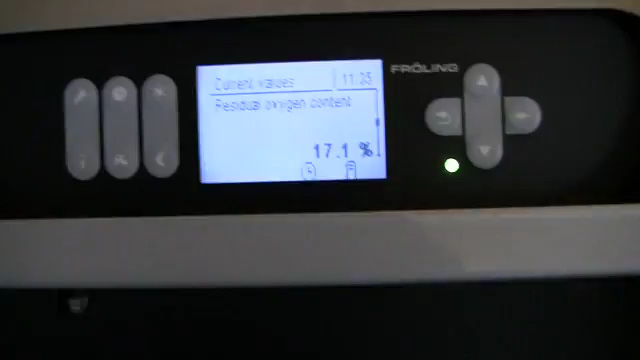 Current values 11:25
FRÖLING
Residual oxygen content
17.1 %